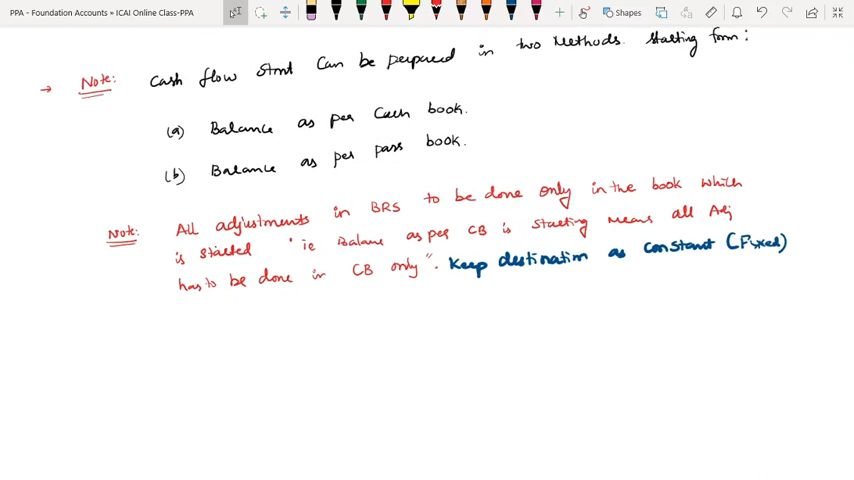 PPA - Foundation Accounts » ICAI Online Class-PPA
Shapes
→ Note: Cash flow stmt Can be prepared in two Methods. Starting form:
(a) Balance as per Cash book.
(b) Balance as per pass book.
Note: All adjustments in BRS to be done only in the book which
is started "ie Balane as per CB is starting means all Adj
has to be done in CB only". Keep destination as constant (Fixed)